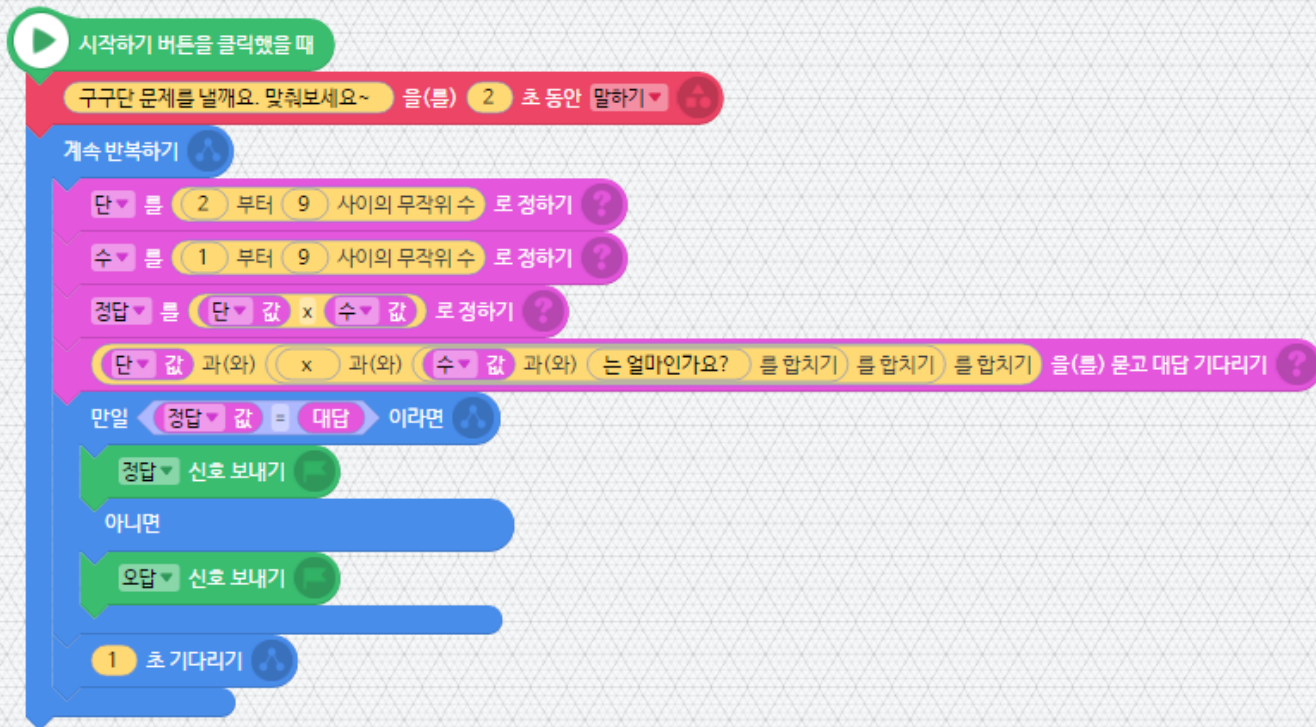 시작하기 버튼을 클릭했을 때
구구단 문제를 낼깨요. 맞춰보세요~ 을(를) 2 초 동안 말하기
계속 반복하기
단 를 2 부터 9 사이의 무작위 수 로 정하기 ?
수 를 1 부터 9 사이의 무작위 수 로 정하기 ?
정답 를 단 값 x 수 값 로 정하기 ?
단 값 과(와) x 과(와) 수 값 과(와) 는 얼마인가요? 를 합치기 를 합치기 를 합치기 을(를) 묻고 대답 기다리기 ?
만일 정답 값 = 대답 이라면
정답 신호 보내기
아니면
오답 신호 보내기
1 초 기다리기